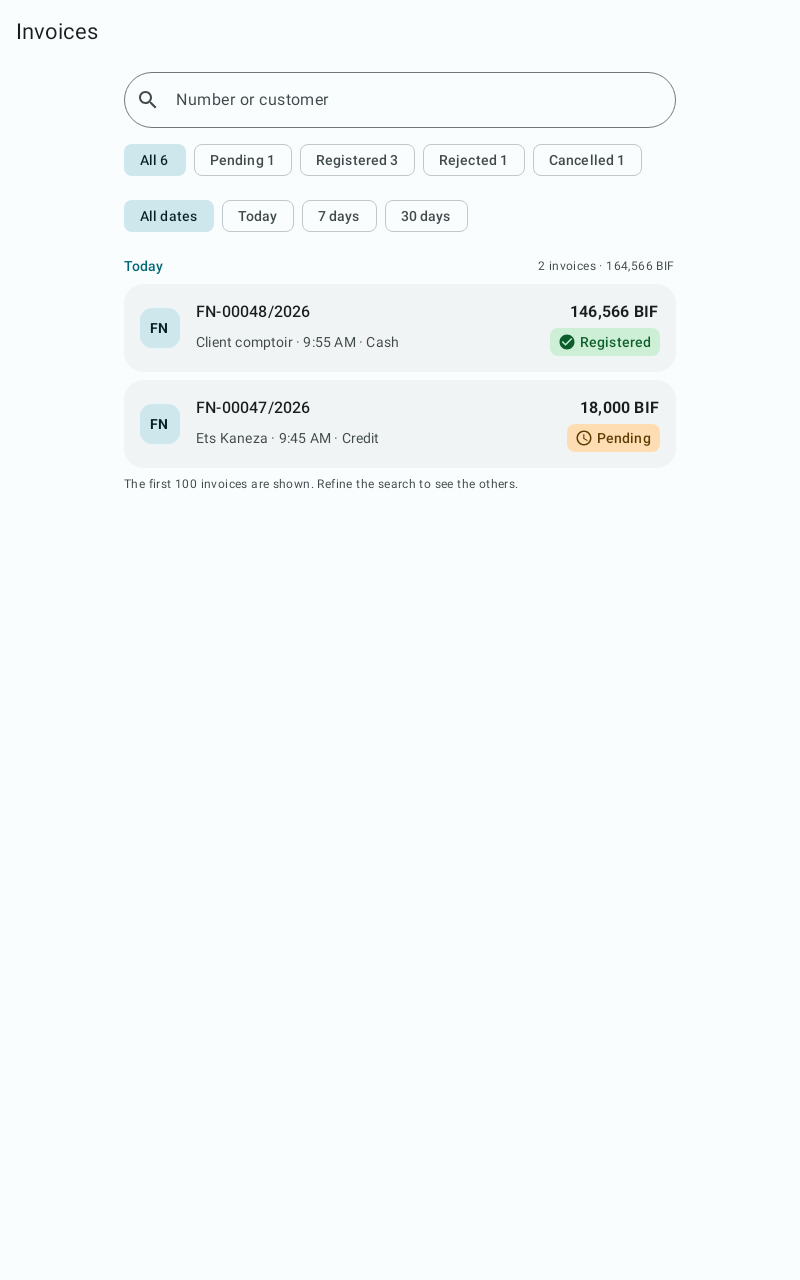 Invoices
Number or customer
All 6
Pending 1
Registered 3
Rejected 1
Cancelled 1
All dates
Today
7 days
30 days
Today
2 invoices · 164,566 BIF
FN
FN-00048/2026
146,566 BIF
Client comptoir · 9:55 AM · Cash
Registered
FN
FN-00047/2026
18,000 BIF
Ets Kaneza · 9:45 AM · Credit
Pending
The first 100 invoices are shown. Refine the search to see the others.